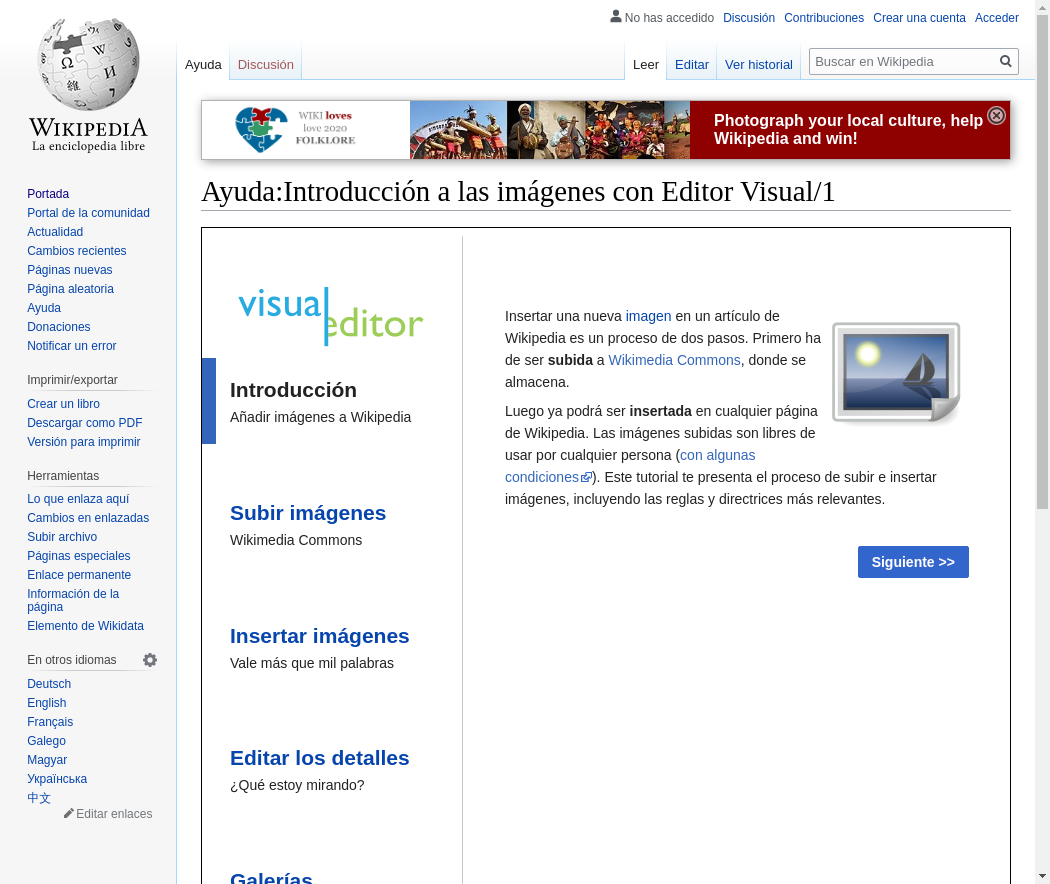 No has accedido Discusión Contribuciones Crear una cuenta Acceder
Ayuda Discusión Leer Editar Ver historial Buscar en Wikipedia
WIKIPEDIA
La enciclopedia libre
WIKI loves
love 2020
FOLKLORE
Photograph your local culture, help
Wikipedia and win!
Ayuda:Introducción a las imágenes con Editor Visual/1
Portada
Portal de la comunidad
Actualidad
Cambios recientes
Páginas nuevas
Página aleatoria
Ayuda
Donaciones
Notificar un error
Imprimir/exportar
Crear un libro
Descargar como PDF
Versión para imprimir
Herramientas
Lo que enlaza aquí
Cambios en enlazadas
Subir archivo
Páginas especiales
Enlace permanente
Información de la
página
Elemento de Wikidata
En otros idiomas
Deutsch
English
Français
Galego
Magyar
Українська
中文
Editar enlaces
visual
editor
Introducción
Añadir imágenes a Wikipedia
Subir imágenes
Wikimedia Commons
Insertar imágenes
Vale más que mil palabras
Editar los detalles
¿Qué estoy mirando?
Galerías
Insertar una nueva imagen en un artículo de
Wikipedia es un proceso de dos pasos. Primero ha
de ser subida a Wikimedia Commons, donde se
almacena.
Luego ya podrá ser insertada en cualquier página
de Wikipedia. Las imágenes subidas son libres de
usar por cualquier persona (con algunas
condiciones). Este tutorial te presenta el proceso de subir e insertar
imágenes, incluyendo las reglas y directrices más relevantes.
Siguiente >>